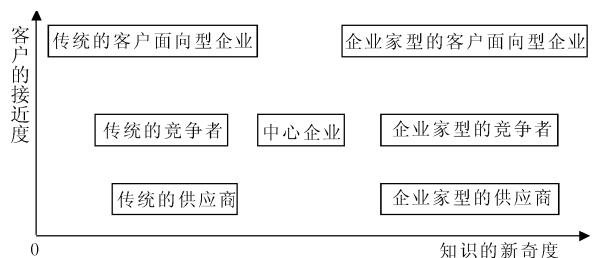 客户的接近度
传统的客户面向型企业
企业家型的客户面向型企业
传统的竞争者
中心企业
企业家型的竞争者
传统的供应商
企业家型的供应商
0
知识的新奇度